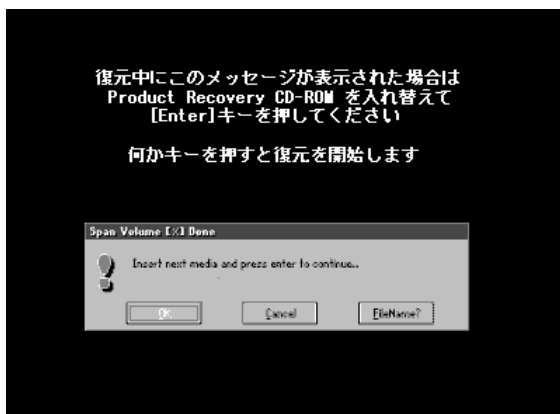 復元中にこのメッセージが表示された場合は
Product Recovery CD-ROM を入れ替えて
[Enter]キーを押してください
何かキーを押すと復元を開始します
Span Volume [X] Done
Insert next media and press enter to continue..
OK
Cancel
FileName?